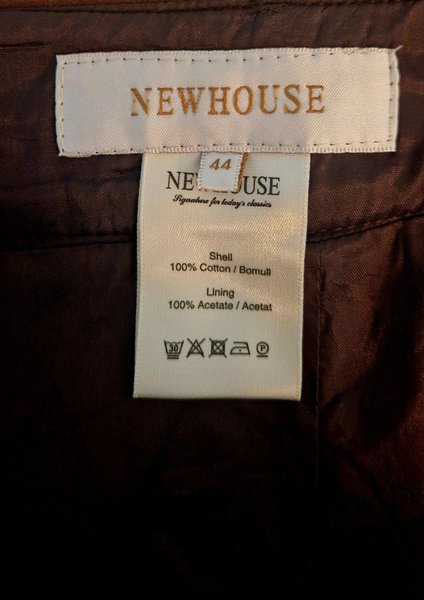 NEWHOUSE
44
NEWHOUSE
Signature for today's classics
Shell
100% Cotton / Bomull
Lining
100% Acetate / Acetat
30
P